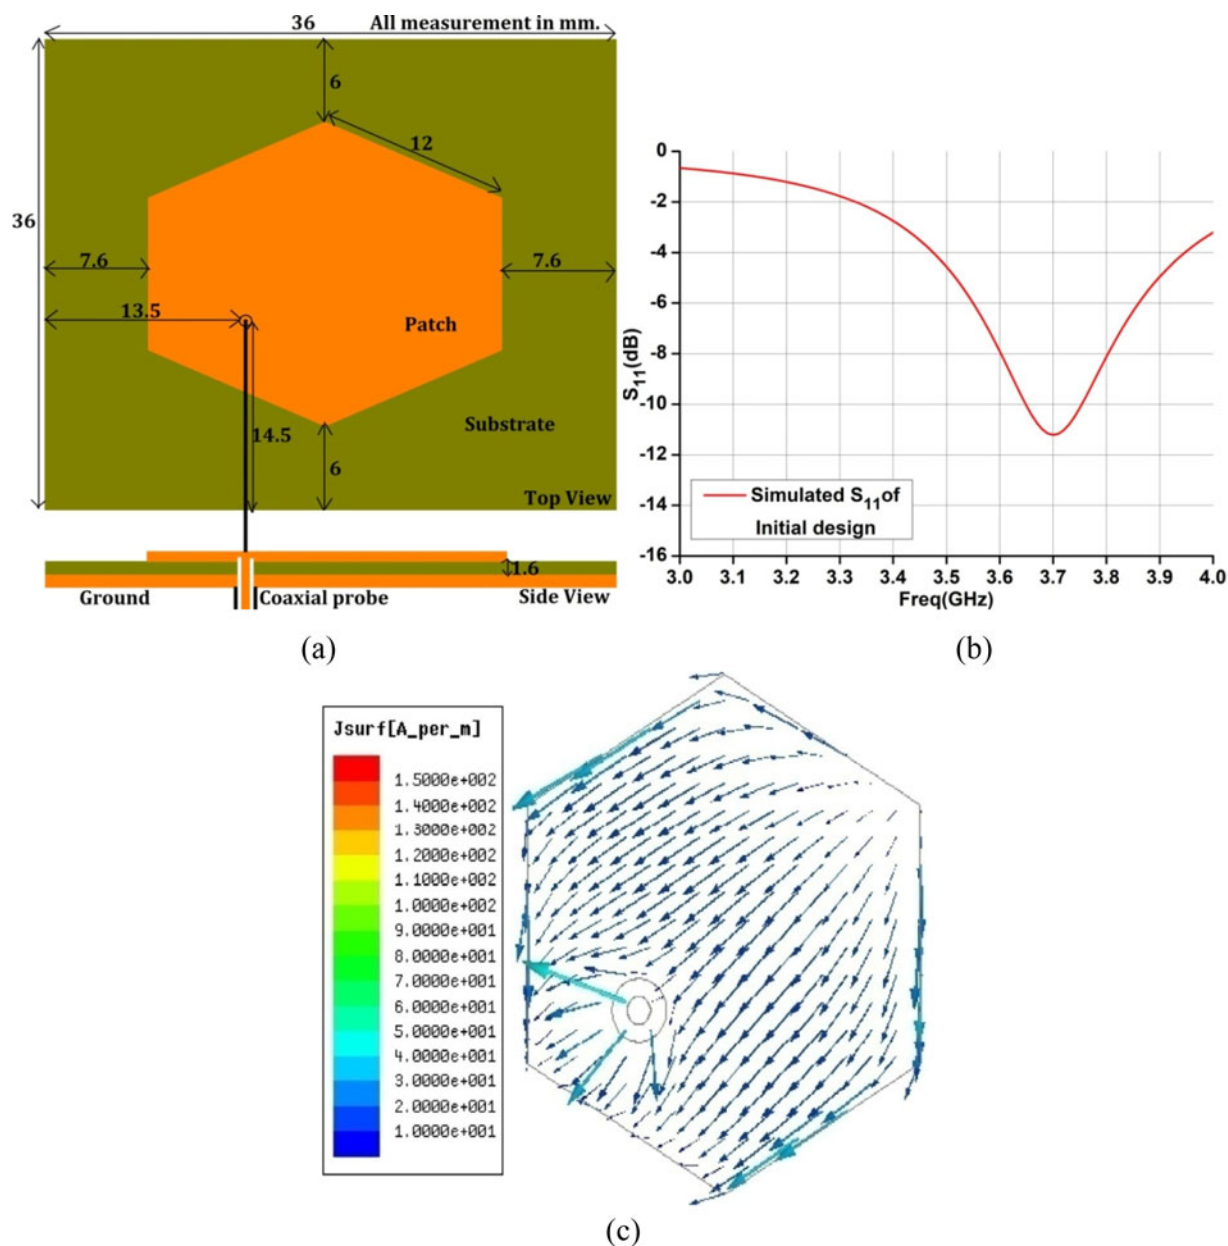 36
All measurement in mm.
6
12
36
7.6
7.6
13.5
Patch
14.5
Substrate
6
Top View
1.6
Ground
Coaxial probe
Side View
(a)
0
-2
-4
-6
-8
-10
-12
-14
-16
S11(dB)
Simulated S11of
Initial design
3.0 3.1 3.2 3.3 3.4 3.5 3.6 3.7 3.8 3.9 4.0
Freq(GHz)
(b)
Jsurf[A_per_m]
1.5000e+002
1.4000e+002
1.3000e+002
1.2000e+002
1.1000e+002
1.0000e+002
9.0000e+001
8.0000e+001
7.0000e+001
6.0000e+001
5.0000e+001
4.0000e+001
3.0000e+001
2.0000e+001
1.0000e+001
(c)